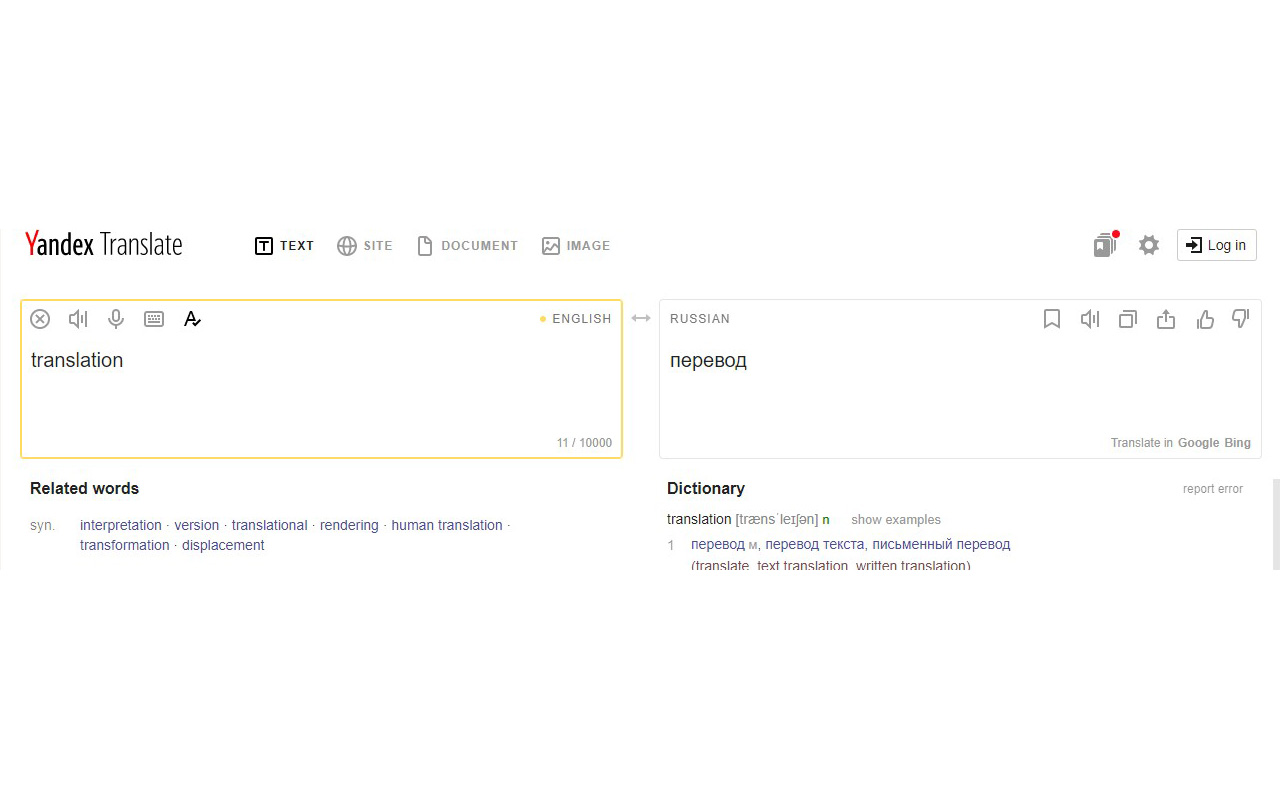 Yandex Translate
TEXT SITE DOCUMENT IMAGE
Log in
ENGLISH
translation
11 / 10000
RUSSIAN
перевод
Translate in Google Bing
Related words
syn. interpretation · version · translational · rendering · human translation ·
transformation · displacement
Dictionary
report error
translation [trænsˈleɪʃən] n show examples
1 перевод м, перевод текста, письменный перевод
(translate, text translation, written translation)